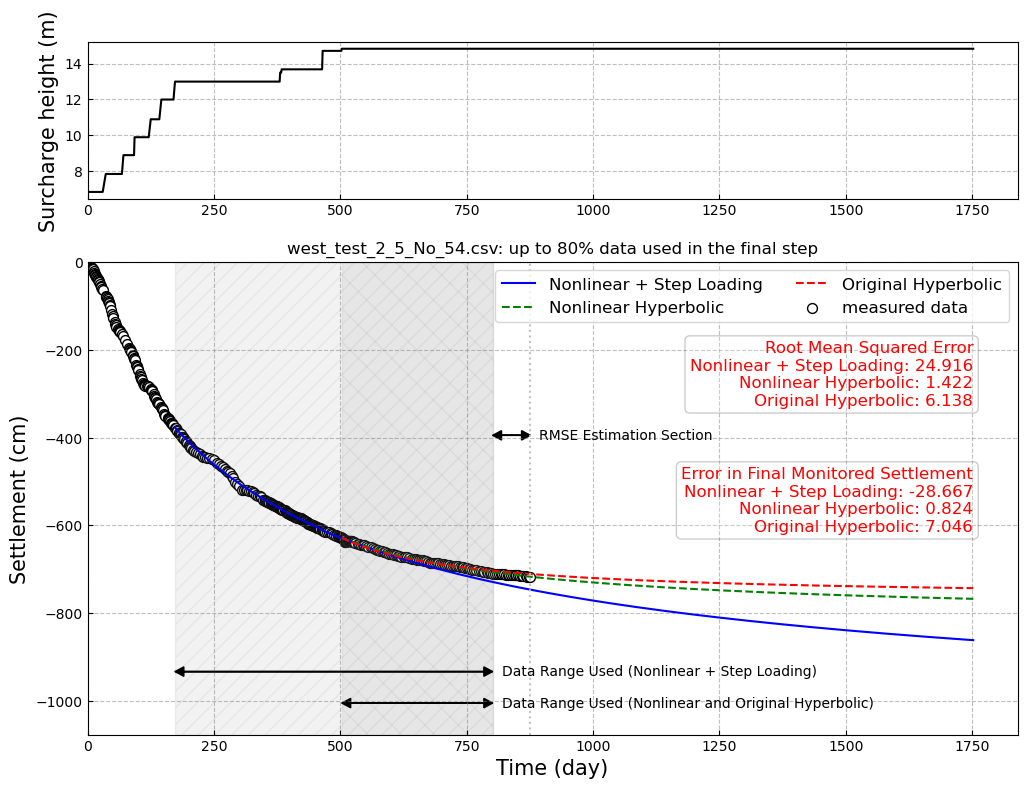 Surcharge height (m)
14
12
10
8
0 250 500 750 1000 1250 1500 1750
west_test_2_5_No_54.csv: up to 80% data used in the final step
Settlement (cm)
0
−200
−400
−600
−800
−1000
Nonlinear + Step Loading
Nonlinear Hyperbolic
Original Hyperbolic
measured data
Root Mean Squared Error
Nonlinear + Step Loading: 24.916
Nonlinear Hyperbolic: 1.422
Original Hyperbolic: 6.138
RMSE Estimation Section
Error in Final Monitored Settlement
Nonlinear + Step Loading: -28.667
Nonlinear Hyperbolic: 0.824
Original Hyperbolic: 7.046
Data Range Used (Nonlinear + Step Loading)
Data Range Used (Nonlinear and Original Hyperbolic)
0 250 500 750 1000 1250 1500 1750
Time (day)